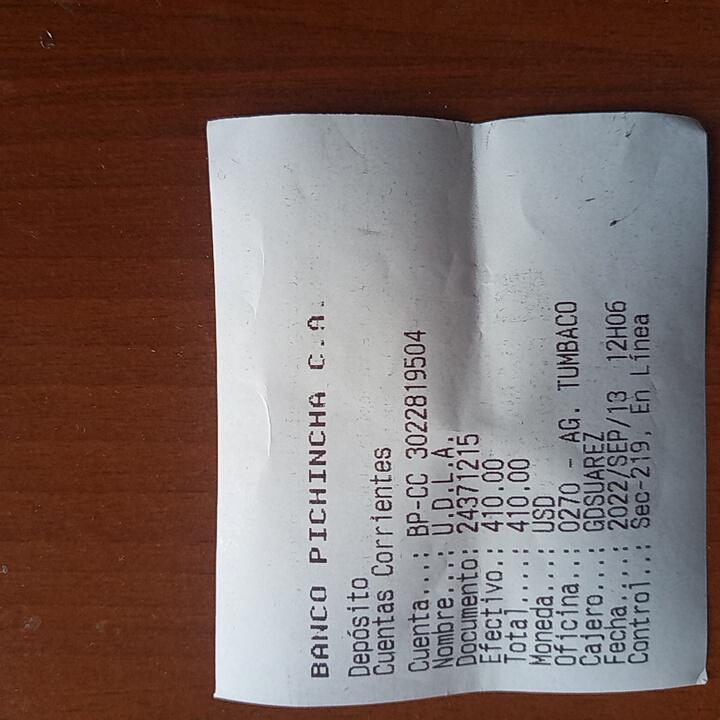 BANCO PICHINCHA C.A.
Depósito
Cuentas Corrientes
Cuenta....: BP-CC 3022819504
Nombre....: U.D.L.A.
Documento: 24371215
Efectivo.: 410.00
Total.....: 410.00
Moneda....: USD
Oficina...: 0270 - AG. TUMBACO
Cajero....: GDSUAREZ
Fecha.....: 2022/SEP/13 12H06
Control...: Sec-219, En Línea